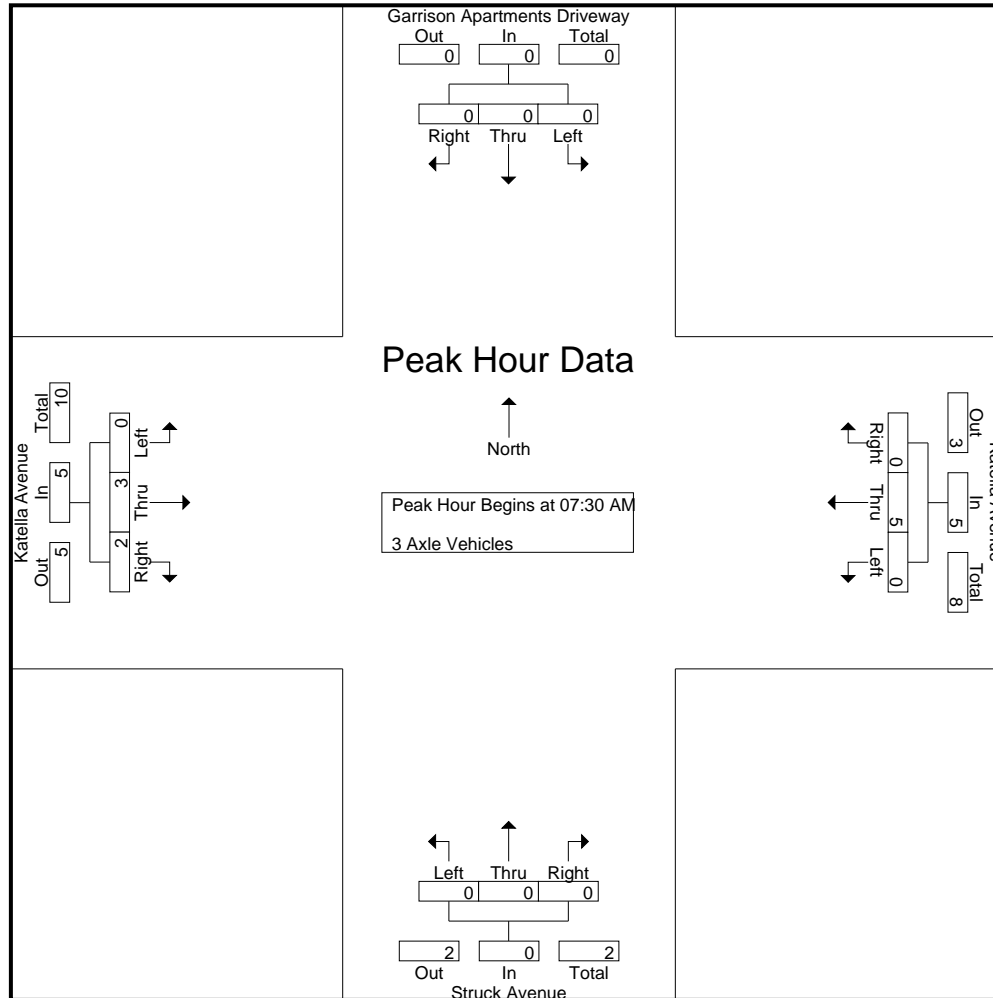 Garrison Apartments Driveway
Out In Total
0 0 0
0 0 0
Right Thru Left
Peak Hour Data
North
Peak Hour Begins at 07:30 AM
3 Axle Vehicles
Katella Avenue
Total In Out
10 5 5
0 3 2
Left Thru Right
Out In Total
3 5 8
0 5 0
Right Thru Left
Left Thru Right
0 0 0
2 0 2
Out In Total
Struck Avenue